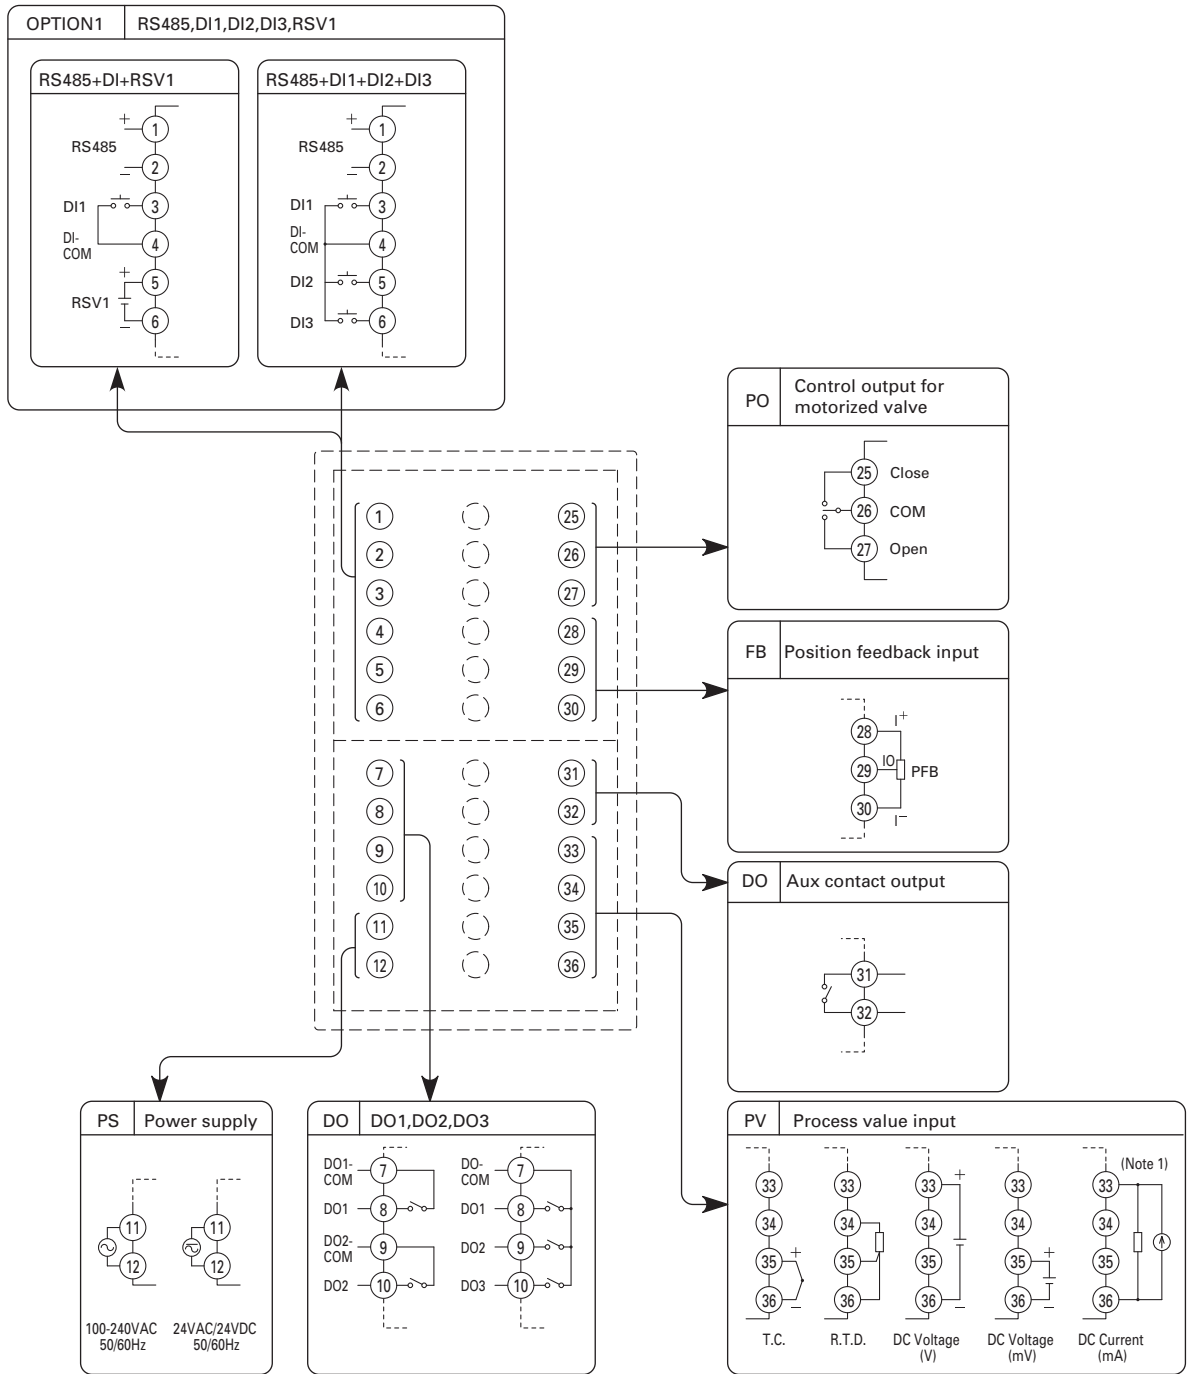 OPTION1 RS485,DI1,DI2,DI3,RSV1
RS485+DI+RSV1
+
1
RS485
2
−
DI1
3
DI-
COM
4
+
5
RSV1
6
−
RS485+DI1+DI2+DI3
+
1
RS485
2
−
DI1
3
DI-
COM
4
DI2
5
DI3
6
PO Control output for
motorized valve
25 Close
26 COM
27 Open
1 25
2 26
3 27
4 28
5 29
6 30
7 31
8 32
9 33
10 34
11 35
12 36
FB Position feedback input
28 I+
29 IO PFB
30 I−
DO Aux contact output
31
32
PS Power supply
11 11
12 12
100-240VAC
50/60Hz
24VAC/24VDC
50/60Hz
DO DO1,DO2,DO3
DO1-
COM
7
DO1 8
DO2-
COM
9
DO2 10
DO-
COM
7
DO1 8
DO2 9
DO3 10
PV Process value input
33
34
35 +
36 −
T.C.
33
34
35
36
R.T.D.
33 +
34
35
36 −
DC Voltage
(V)
33
34
35 +
36 −
DC Voltage
(mV)
(Note 1)
33
34
35
36
DC Current
(mA)